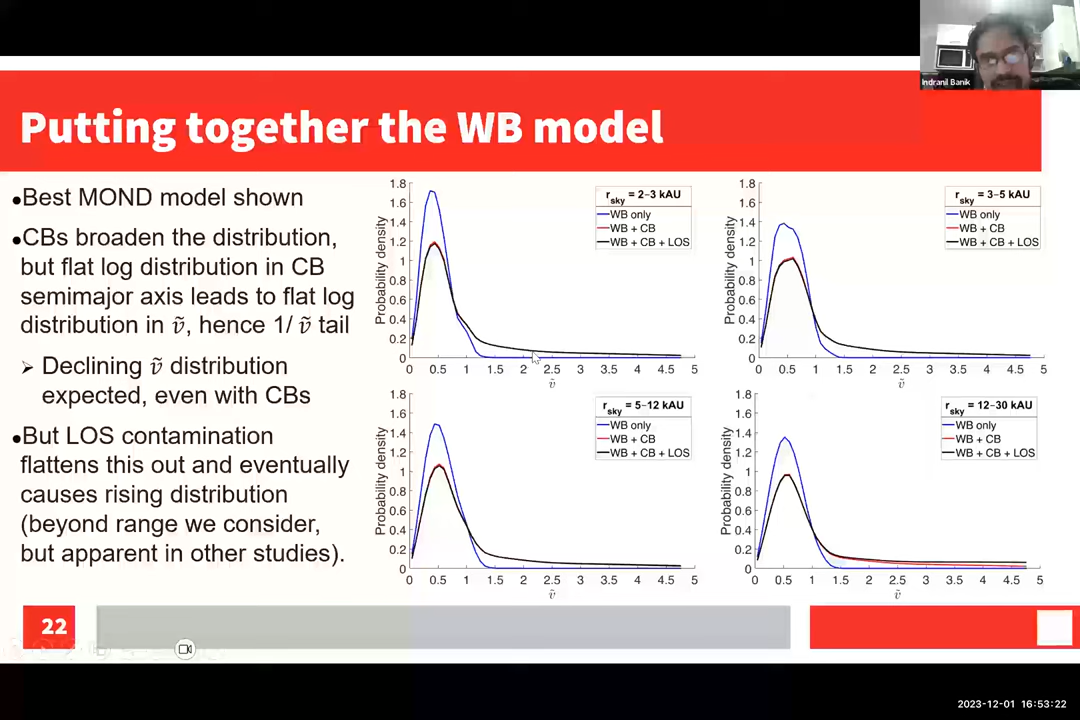 Indranil Banik
Putting together the WB model
•Best MOND model shown
•CBs broaden the distribution,
but flat log distribution in CB
semimajor axis leads to flat log
distribution in ṽ, hence 1/ ṽ tail
➢ Declining ṽ distribution
expected, even with CBs
•But LOS contamination
flattens this out and eventually
causes rising distribution
(beyond range we consider,
but apparent in other studies).
r_sky = 2–3 kAU
WB only
WB + CB
WB + CB + LOS
Probability density
1.8
1.6
1.4
1.2
1
0.8
0.6
0.4
0.2
0
0 0.5 1 1.5 2 2.5 3 3.5 4 4.5 5
ṽ
r_sky = 3–5 kAU
WB only
WB + CB
WB + CB + LOS
Probability density
1.8
1.6
1.4
1.2
1
0.8
0.6
0.4
0.2
0
0 0.5 1 1.5 2 2.5 3 3.5 4 4.5 5
ṽ
r_sky = 5–12 kAU
WB only
WB + CB
WB + CB + LOS
Probability density
1.8
1.6
1.4
1.2
1
0.8
0.6
0.4
0.2
0
0 0.5 1 1.5 2 2.5 3 3.5 4 4.5 5
ṽ
r_sky = 12–30 kAU
WB only
WB + CB
WB + CB + LOS
Probability density
1.8
1.6
1.4
1.2
1
0.8
0.6
0.4
0.2
0
0 0.5 1 1.5 2 2.5 3 3.5 4 4.5 5
ṽ
22
2023-12-01 16:53:22